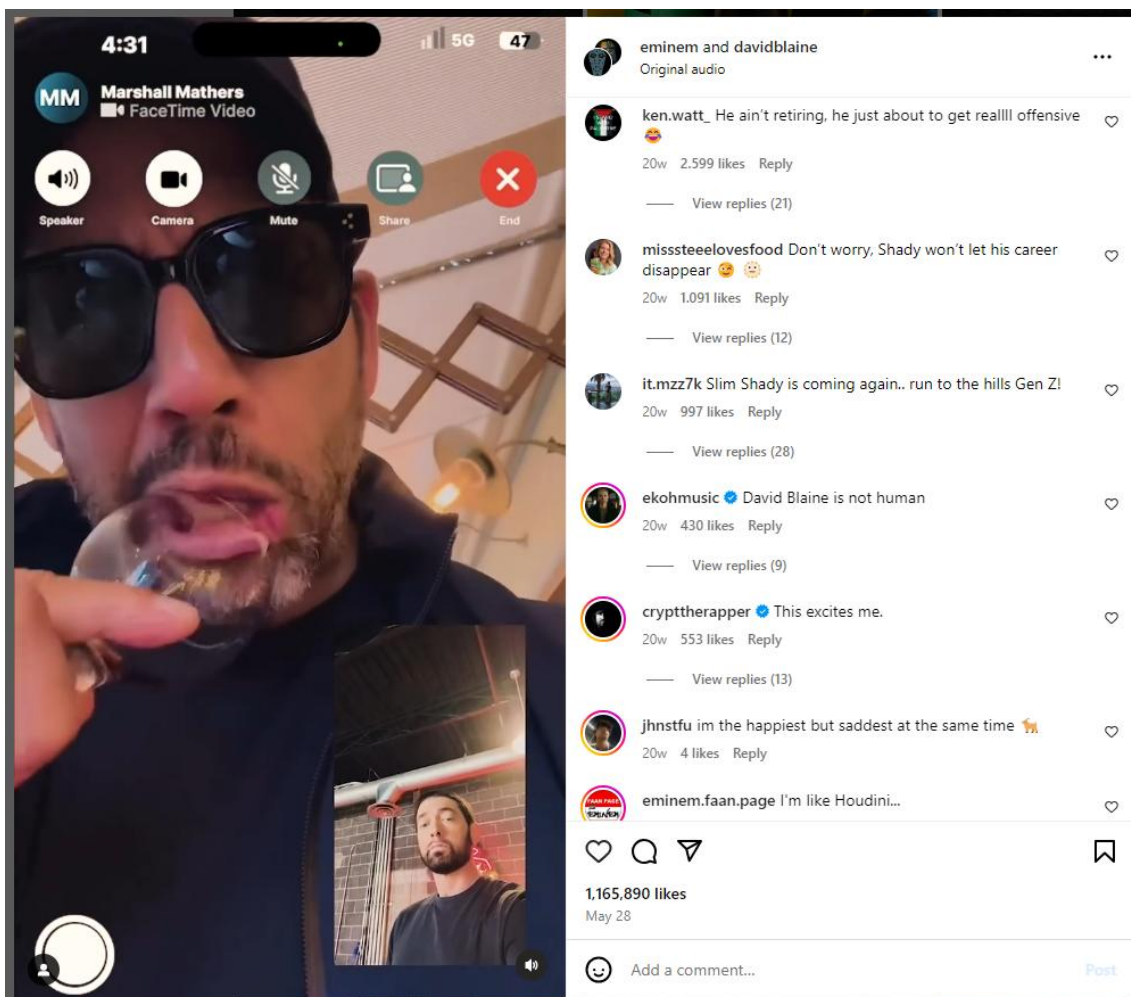 4:31
5G
47
MM
Marshall Mathers
FaceTime Video
Speaker
Camera
Mute
Share
End
eminem and davidblaine
Original audio
ken.watt_ He ain't retiring, he just about to get reallll offensive
😂
20w 2.599 likes Reply
View replies (21)
misssteeelovesfood Don't worry, Shady won't let his career
disappear 😉 🫥
20w 1.091 likes Reply
View replies (12)
it.mzz7k Slim Shady is coming again.. run to the hills Gen Z!
20w 997 likes Reply
View replies (28)
ekohmusic David Blaine is not human
20w 430 likes Reply
View replies (9)
crypttherapper This excites me.
20w 553 likes Reply
View replies (13)
jhnstfu im the happiest but saddest at the same time 🐐
20w 4 likes Reply
FAAN PAGE
EMINEM
eminem.faan.page I'm like Houdini...
1,165,890 likes
May 28
Add a comment...
Post